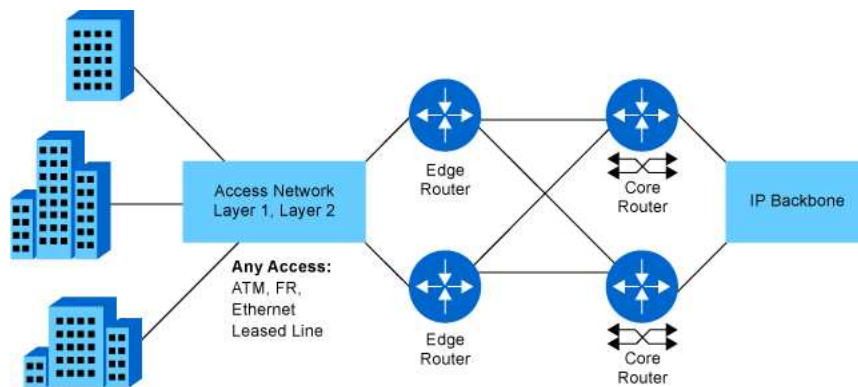 Access Network
Layer 1, Layer 2
Any Access:
ATM, FR,
Ethernet
Leased Line
Edge
Router
Edge
Router
Core
Router
Core
Router
IP Backbone